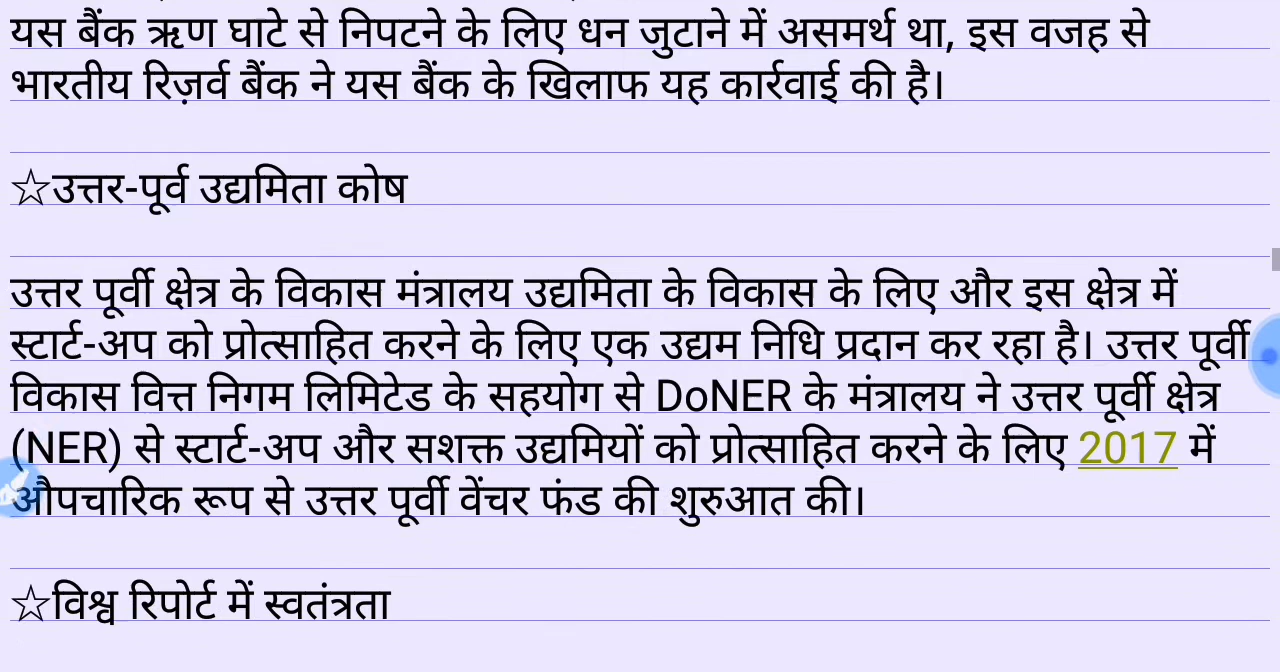 यस बैंक ऋण घाटे से निपटने के लिए धन जुटाने में असमर्थ था, इस वजह से
भारतीय रिज़र्व बैंक ने यस बैंक के खिलाफ यह कार्रवाई की है।
☆उत्तर-पूर्व उद्यमिता कोष
उत्तर पूर्वी क्षेत्र के विकास मंत्रालय उद्यमिता के विकास के लिए और इस क्षेत्र में
स्टार्ट-अप को प्रोत्साहित करने के लिए एक उद्यम निधि प्रदान कर रहा है। उत्तर पूर्वी
विकास वित्त निगम लिमिटेड के सहयोग से DoNER के मंत्रालय ने उत्तर पूर्वी क्षेत्र
(NER) से स्टार्ट-अप और सशक्त उद्यमियों को प्रोत्साहित करने के लिए 2017 में
औपचारिक रूप से उत्तर पूर्वी वेंचर फंड की शुरुआत की।
☆विश्व रिपोर्ट में स्वतंत्रता